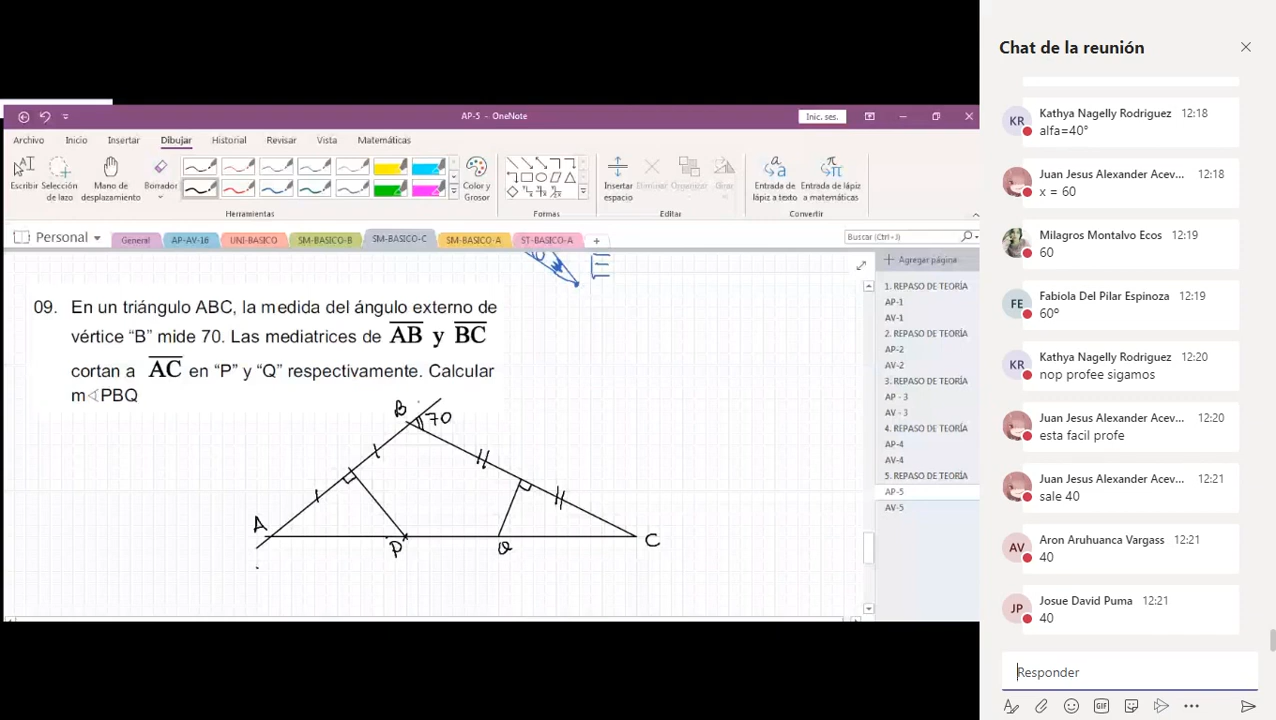 Chat de la reunión
AP-5 - OneNote
Inic. ses.
Archivo
Inicio
Insertar
Dibujar
Historial
Revisar
Vista
Matemáticas
Escribir
Selección de lazo
Mano de desplazamiento
Borrador
Color y Grosor
Insertar espacio
Eliminar
Organizar
Girar
Entrada de lápiz a texto
Entrada de lápiz a matemáticas
Herramientas
Formas
Editar
Convertir
Personal
General
AP-AV-16
UNI-BASICO
SM-BASICO-B
SM-BASICO-C
SM-BASICO-A
ST-BASICO-A
Buscar (Ctrl+J)
Agregar página
1. REPASO DE TEORÍA
AP-1
AV-1
2. REPASO DE TEORÍA
AP-2
AV-2
3. REPASO DE TEORÍA
AP - 3
AV - 3
4. REPASO DE TEORÍA
AP-4
AV-4
5. REPASO DE TEORÍA
AP-5
AV-5
09. En un triángulo ABC, la medida del ángulo externo de
vértice “B” mide 70. Las mediatrices de AB y BC
cortan a AC en “P” y “Q” respectivamente. Calcular
m∢PBQ
B
70
A
P
Q
C
KR
Kathya Nagelly Rodriguez 12:18
alfa=40°
Juan Jesus Alexander Acev... 12:18
x = 60
Milagros Montalvo Ecos 12:19
60
FE
Fabiola Del Pilar Espinoza 12:19
60º
KR
Kathya Nagelly Rodriguez 12:20
nop profee sigamos
Juan Jesus Alexander Acev... 12:20
esta facil profe
Juan Jesus Alexander Acev... 12:21
sale 40
AV
Aron Aruhuanca Vargass 12:21
40
JP
Josue David Puma 12:21
40
Responder
GIF